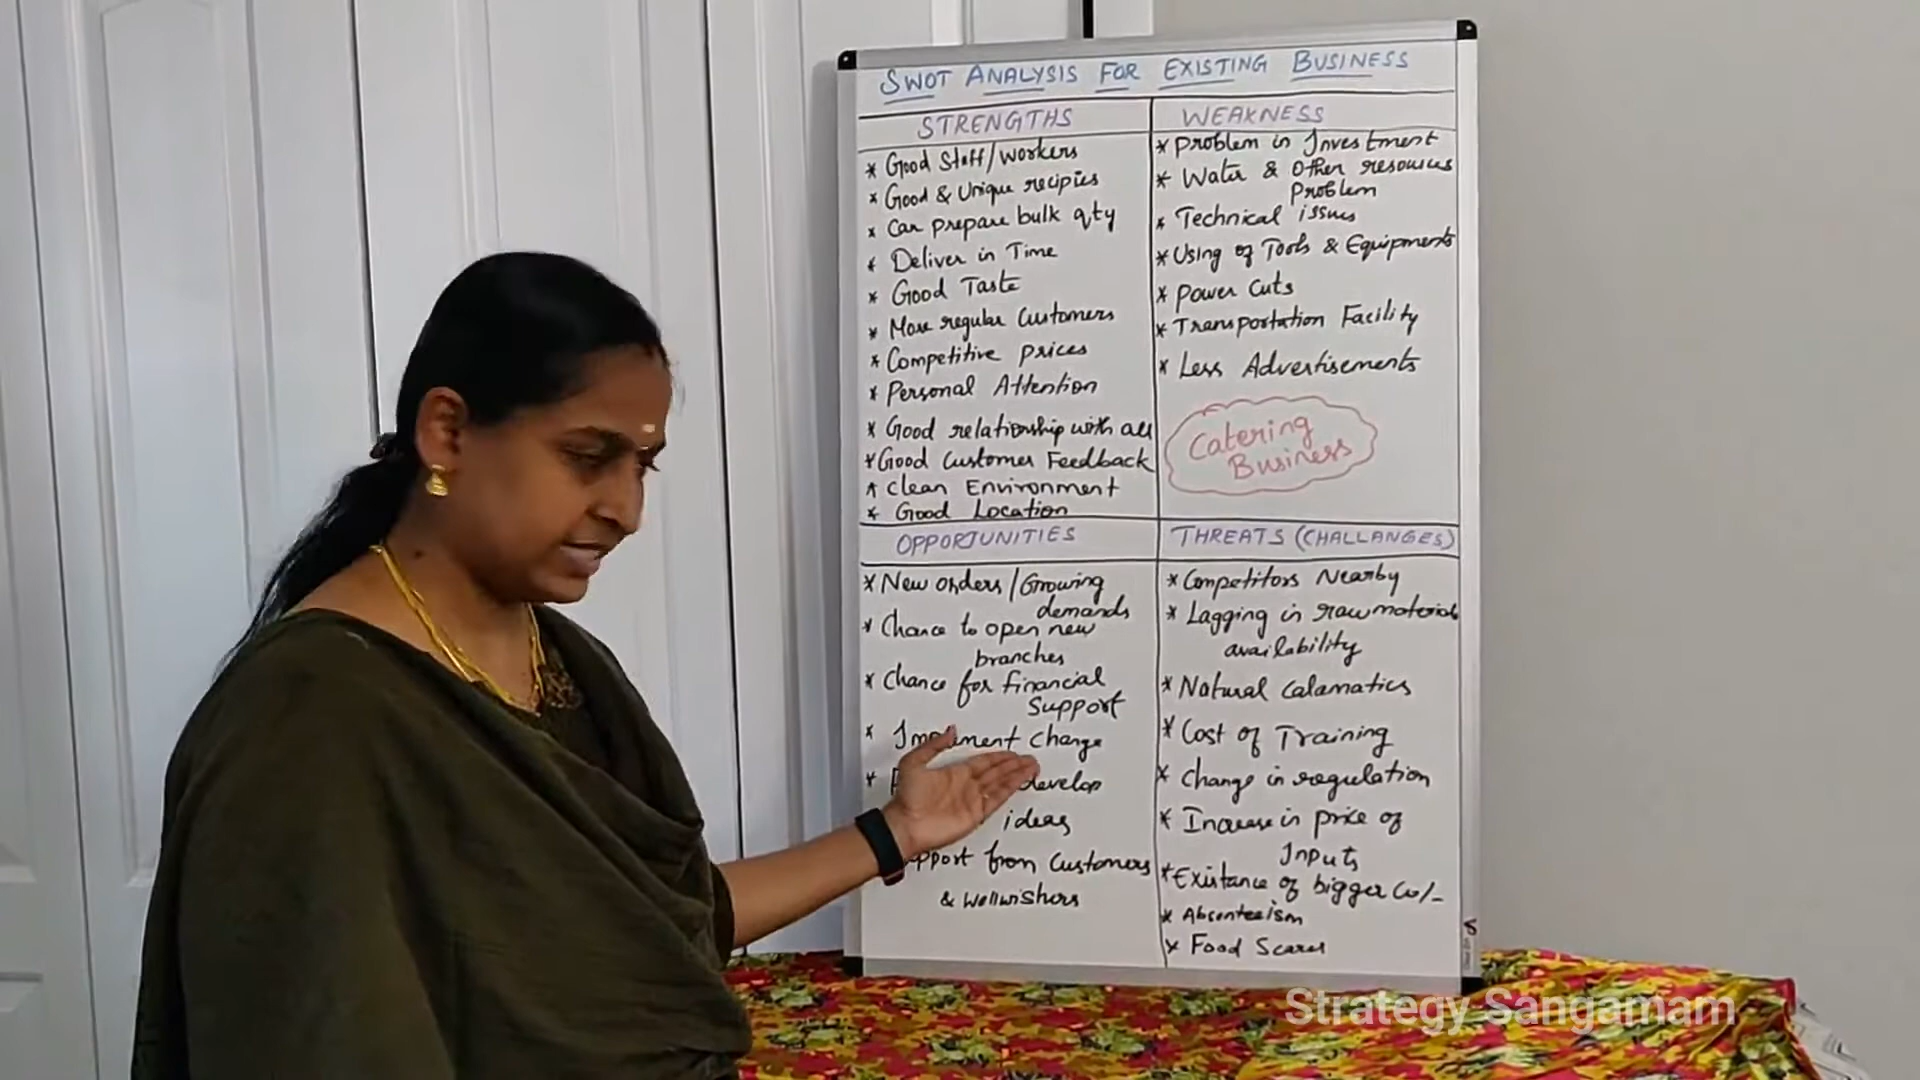 SWOT ANALYSIS FOR EXISTING BUSINESS
STRENGTHS
* Good Staff/Workers
* Good & Unique recipies
* Can prepare bulk qty
* Deliver in Time
* Good Taste
* More regular Customers
* Competitive prices
* Personal Attention
* Good relationship with all
* Good Customer Feedback
* Clean Environment
* Good Location
WEAKNESS
* Problem in Investment
* Water & Other resources
Problem
* Technical issues
* Using of Tools & Equipments
* Power Cuts
* Transportation Facility
* Less Advertisements
Catering
Business
OPPORTUNITIES
* New orders/Growing
demands
* Chance to open new
branches
* Chance for financial
Support
* Change
* develop
ideas
from Customers
& Wellwishers
THREATS (CHALLANGES)
* Competitors Nearby
* Lagging in raw materials
availability
* Natural Calamatics
* Cost of Training
* Change in regulation
* Increase in price of
Inputs
* Existance of bigger Co/-
* Absenteeism
* Food Scares
Strategy Sangamam